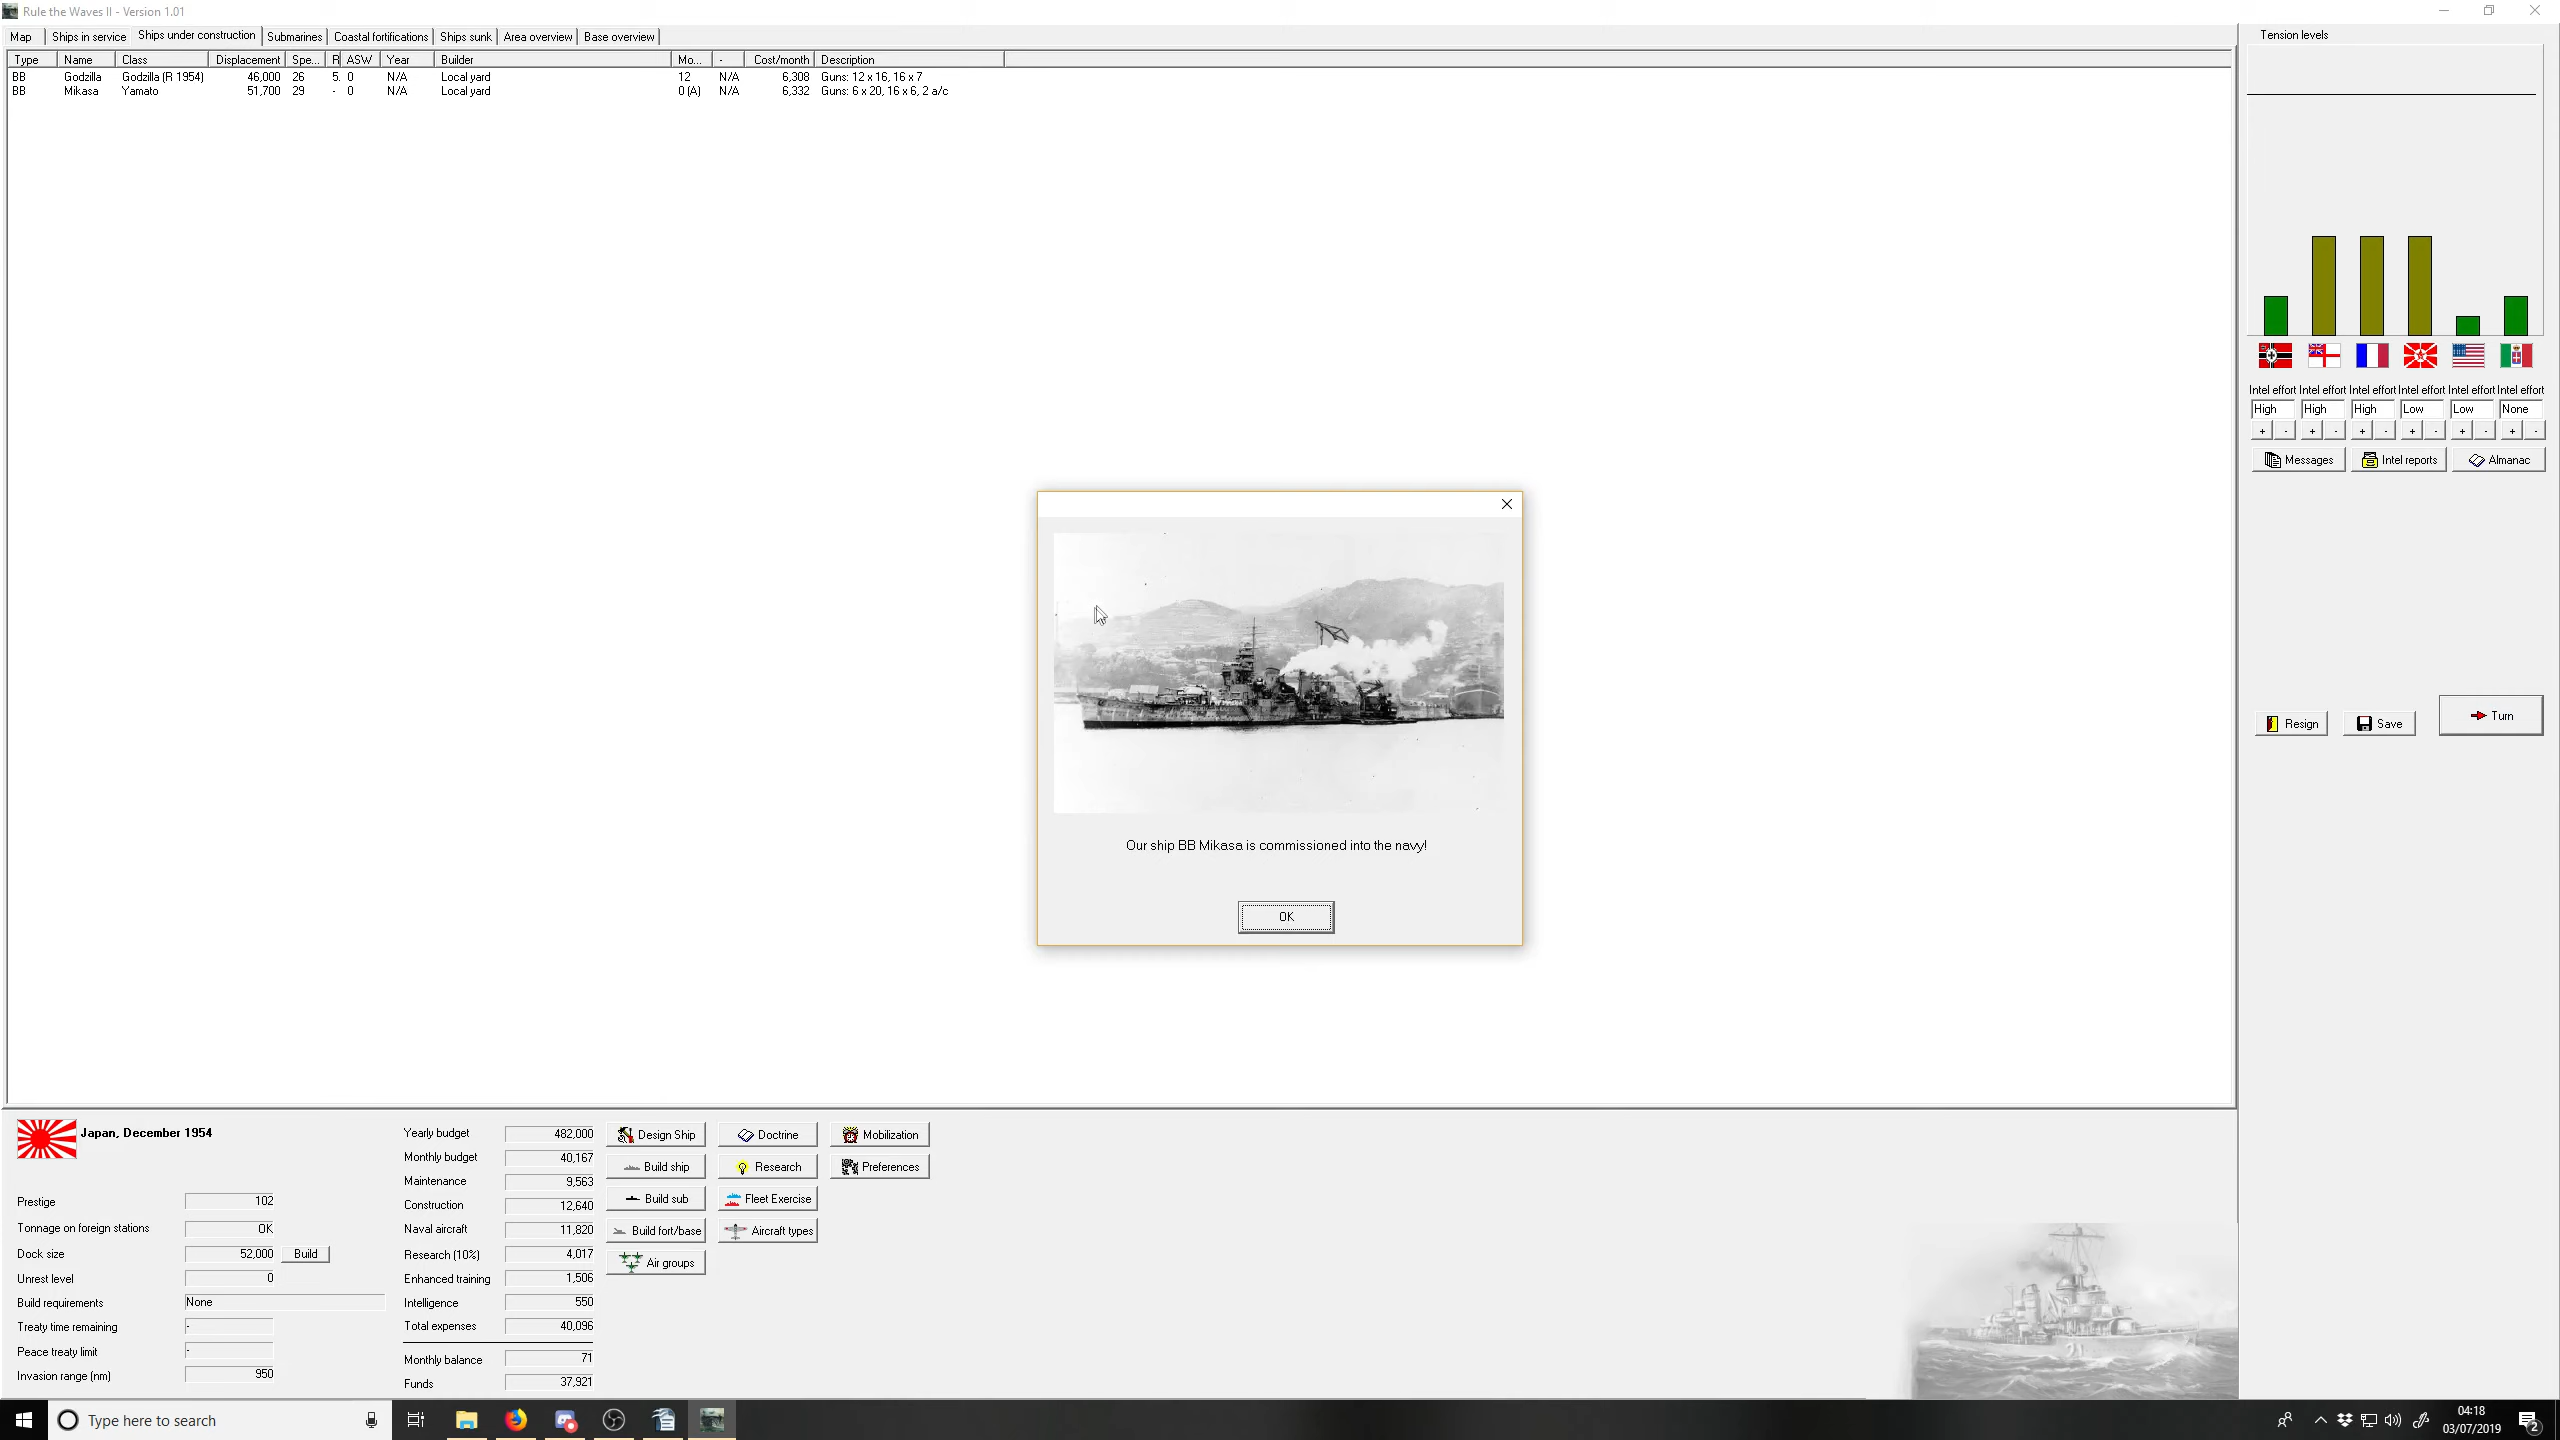 Rule the Waves II - Version 1.01
Map Ships in service Ships under construction Submarines Coastal fortifications Ships sunk Area overview Base overview
Type Name Class Displacement Spe... R ASW Year Builder Mo... - Cost/month Description
BB Godzilla Godzilla (R 1954) 46,000 26 5. 0 N/A Local yard 12 N/A 6,308 Guns: 12 x 16, 16 x 7
BB Mikasa Yamato 51,700 29 - 0 N/A Local yard 0 (A) N/A 6,332 Guns: 6 x 20, 16 x 6, 2 a/c
Tension levels
Intel effort Intel effort Intel effort Intel effort Intel effort Intel effort
High High High Low Low None
+ - + - + - + - + - + -
Messages Intel reports Almanac
Resign Save Turn
Our ship BB Mikasa is commissioned into the navy!
OK
Japan, December 1954
Prestige 102
Tonnage on foreign stations OK
Dock size 52,000 Build
Unrest level 0
Build requirements None
Treaty time remaining -
Peace treaty limit -
Invasion range (nm) 950
Yearly budget 482,000
Monthly budget 40,167
Maintenance 9,563
Construction 12,640
Naval aircraft 11,820
Research (10%) 4,017
Enhanced training 1,506
Intelligence 550
Total expenses 40,096
Monthly balance 71
Funds 37,921
Design Ship Doctrine Mobilization
Build ship Research Preferences
Build sub Fleet Exercise
Build fort/base Aircraft types
Air groups
Type here to search
04:18
03/07/2019
2